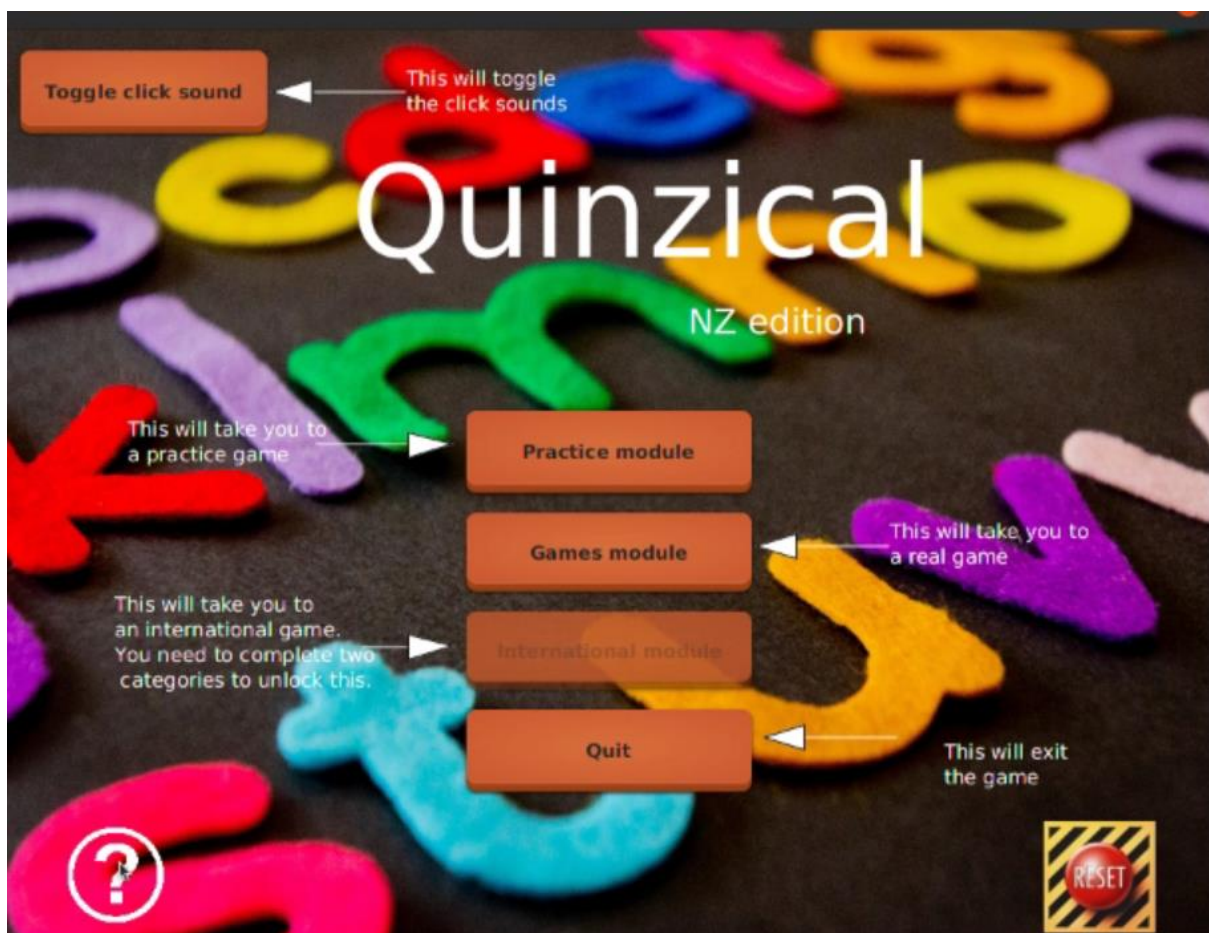 Toggle click sound
This will toggle
the click sounds
Quinzical
NZ edition
This will take you to
a practice game
Practice module
Games module
This will take you to
a real game
This will take you to
an international game.
You need to complete two
categories to unlock this.
International module
Quit
This will exit
the game
?
RESET